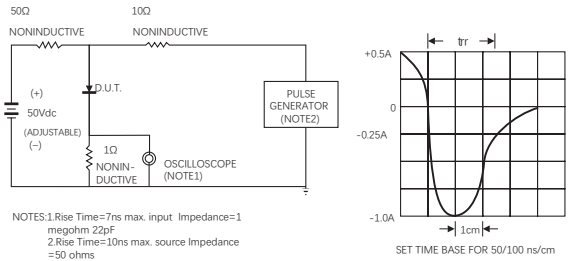 50Ω
NONINDUCTIVE
10Ω
NONINDUCTIVE
(+)
50Vdc
(ADJUSTABLE)
(−)
D.U.T.
1Ω
NONIN-
DUCTIVE
OSCILLOSCOPE
(NOTE1)
PULSE
GENERATOR
(NOTE2)
NOTES:1.Rise Time=7ns max. input Impedance=1
megohm 22pF
2.Rise Time=10ns max. source Impedance
=50 ohms
trr
+0.5A
0
-0.25A
-1.0A
1cm
SET TIME BASE FOR 50/100 ns/cm